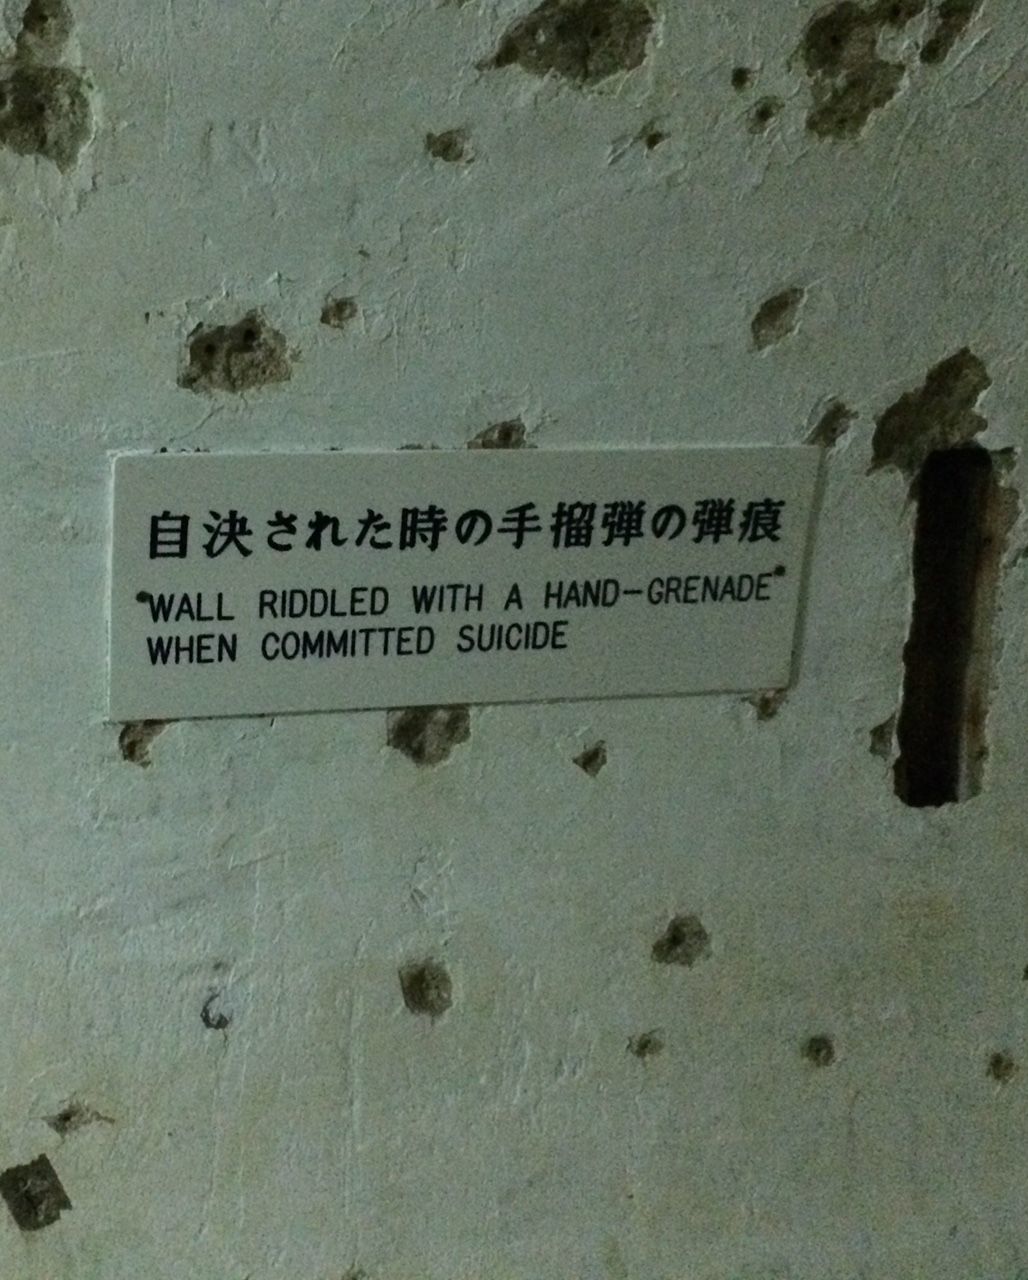 自決された時の手榴弾の弾痕
"WALL RIDDLED WITH A HAND-GRENADE"
WHEN COMMITTED SUICIDE